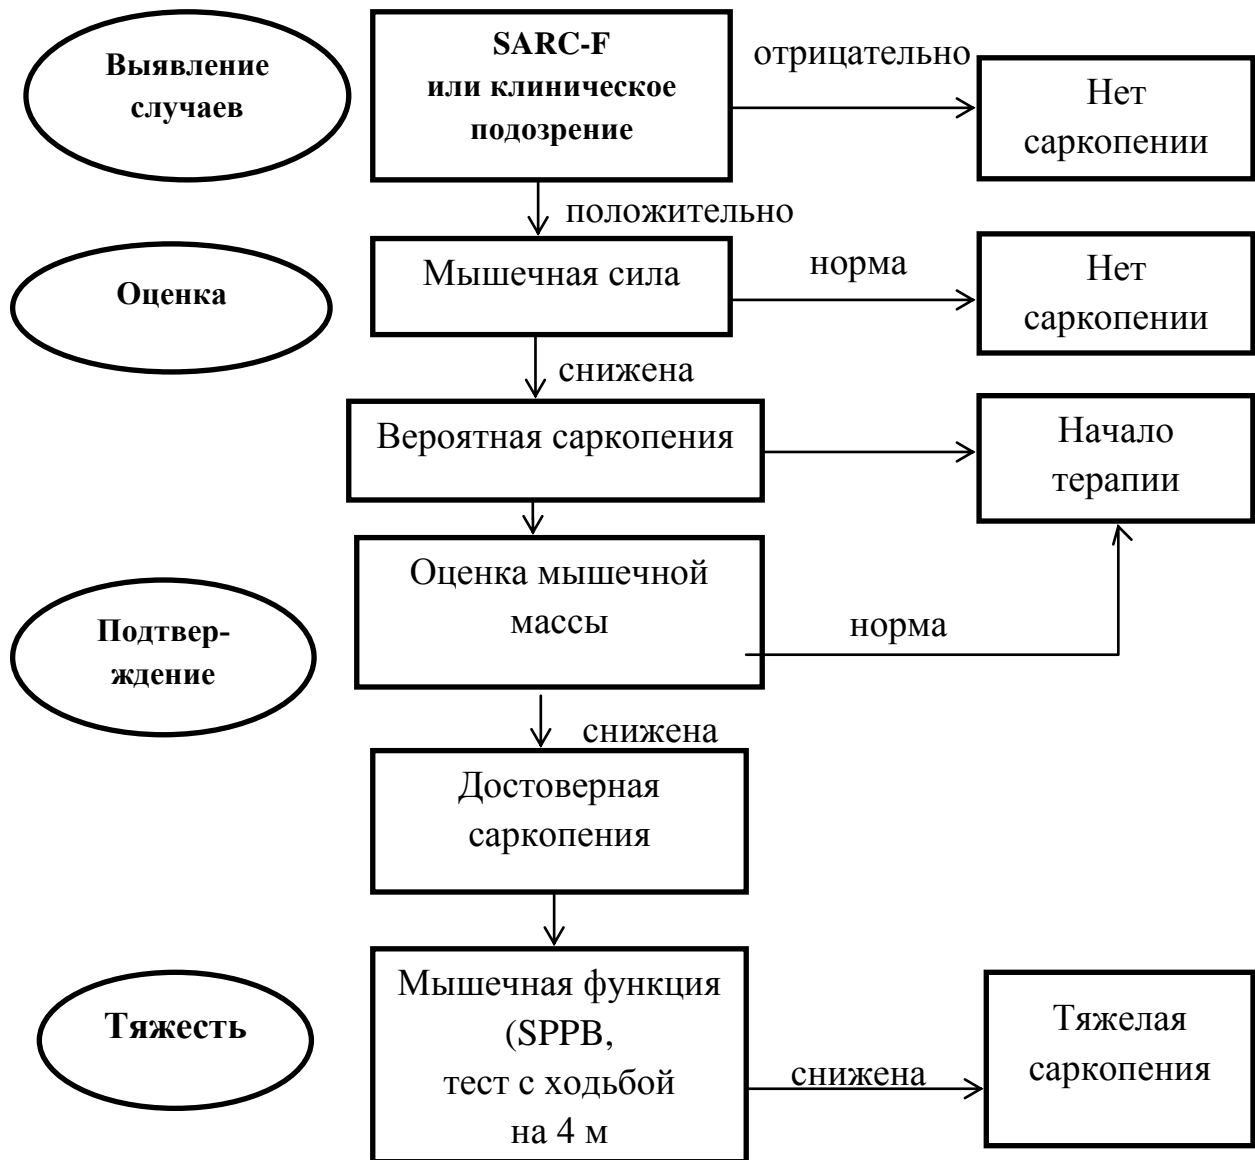 Выявление
случаев
SARC-F
или клиническое
подозрение
отрицательно
Нет
саркопении
положительно
Оценка
Мышечная сила
норма
Нет
саркопении
снижена
Вероятная саркопения
Начало
терапии
Подтвер-
ждение
Оценка мышечной
массы
норма
снижена
Достоверная
саркопения
Тяжесть
Мышечная функция
(SPPB,
тест с ходьбой
на 4 м
снижена
Тяжелая
саркопения